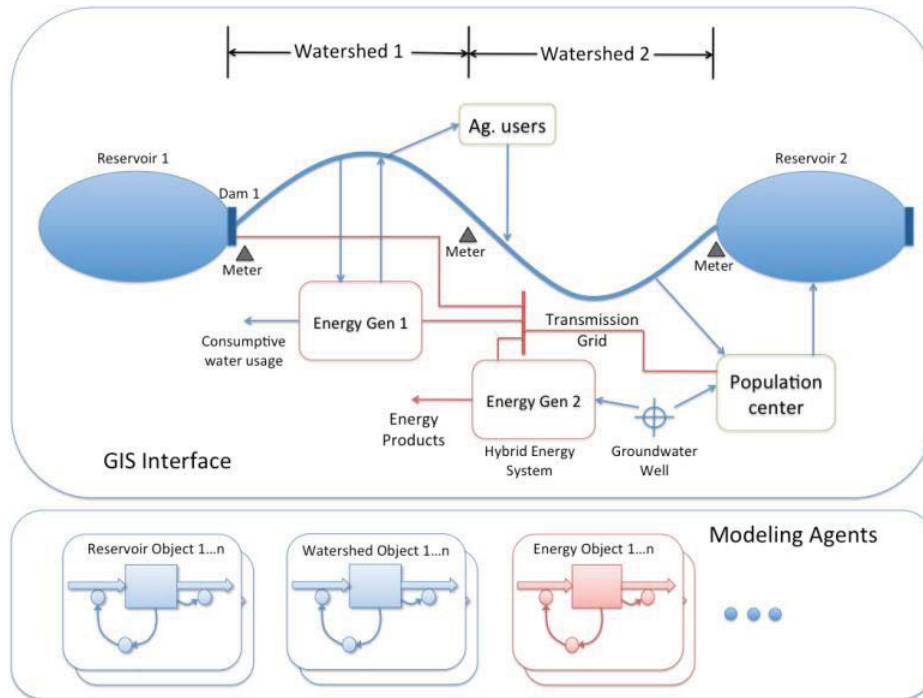 Watershed 1
Watershed 2
Ag. users
Reservoir 1
Reservoir 2
Dam 1
Meter
Meter
Meter
Energy Gen 1
Transmission
Grid
Consumptive
water usage
Population
center
Energy Gen 2
Energy
Products
Hybrid Energy
System
Groundwater
Well
GIS Interface
Modeling Agents
Reservoir Object 1...n
Watershed Object 1...n
Energy Object 1...n